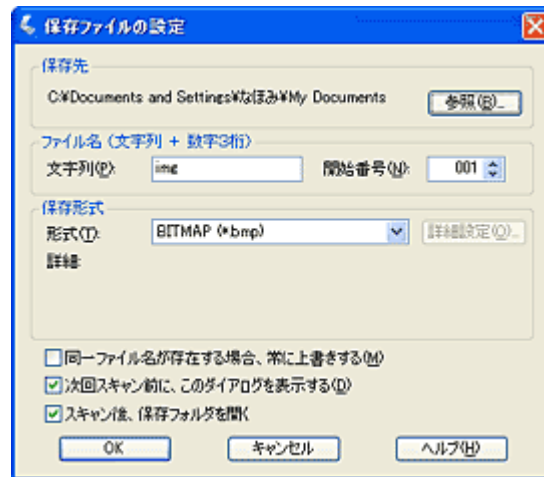 保存ファイルの設定
保存先
C:¥Documents and Settings¥なほみ¥My Documents
参照(B)...
ファイル名 (文字列 + 数字3桁)
文字列(P): img 開始番号(N): 001
保存形式
形式(T): BITMAP (*.bmp) 詳細設定(O)...
詳細:
同一ファイル名が存在する場合、常に上書きする(M)
次回スキャン前に、このダイアログを表示する(D)
スキャン後、保存フォルダを開く
OK キャンセル ヘルプ(H)